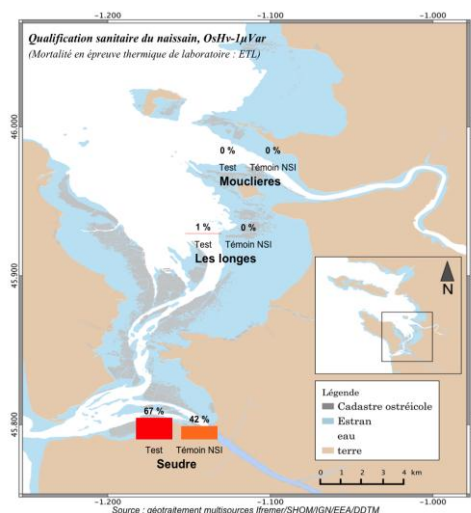 −1.200
−1.100
−1.000
Qualification sanitaire du naissain, OsHv-1µVar
(Mortalité en épreuve thermique de laboratoire : ETL)
46.000
0 %
0 %
Test
Témoin NSI
Mouclieres
1 %
0 %
Test
Témoin NSI
Les longes
45.900
N
Légende
Cadastre ostréicole
Estran
eau
terre
45.800
67 %
42 %
Test
Témoin NSI
Seudre
0 1 2 3 4 km
−1.200
−1.100
−1.000
Source : géotraitement multisources Ifremer/SHOM/IGN/EEA/DDTM